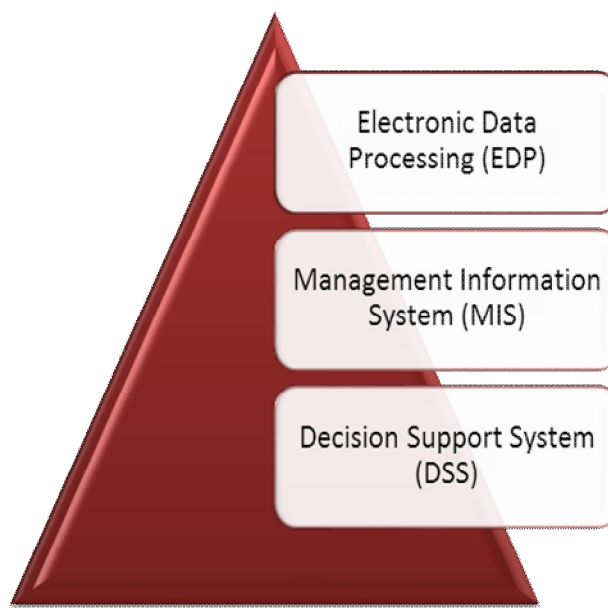 Electronic Data
Processing (EDP)
Management Information
System (MIS)
Decision Support System
(DSS)